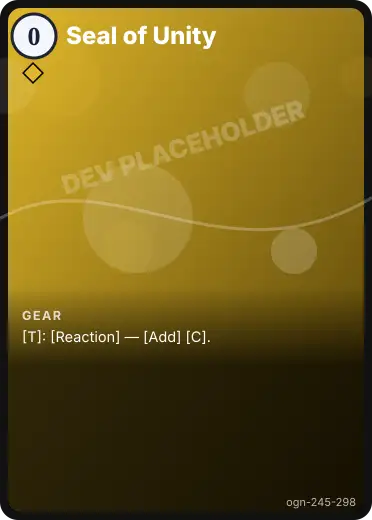 0 Seal of Unity
DEV PLACEHOLDER
GEAR
[T]: [Reaction] — [Add] [C].
ogn-245-298